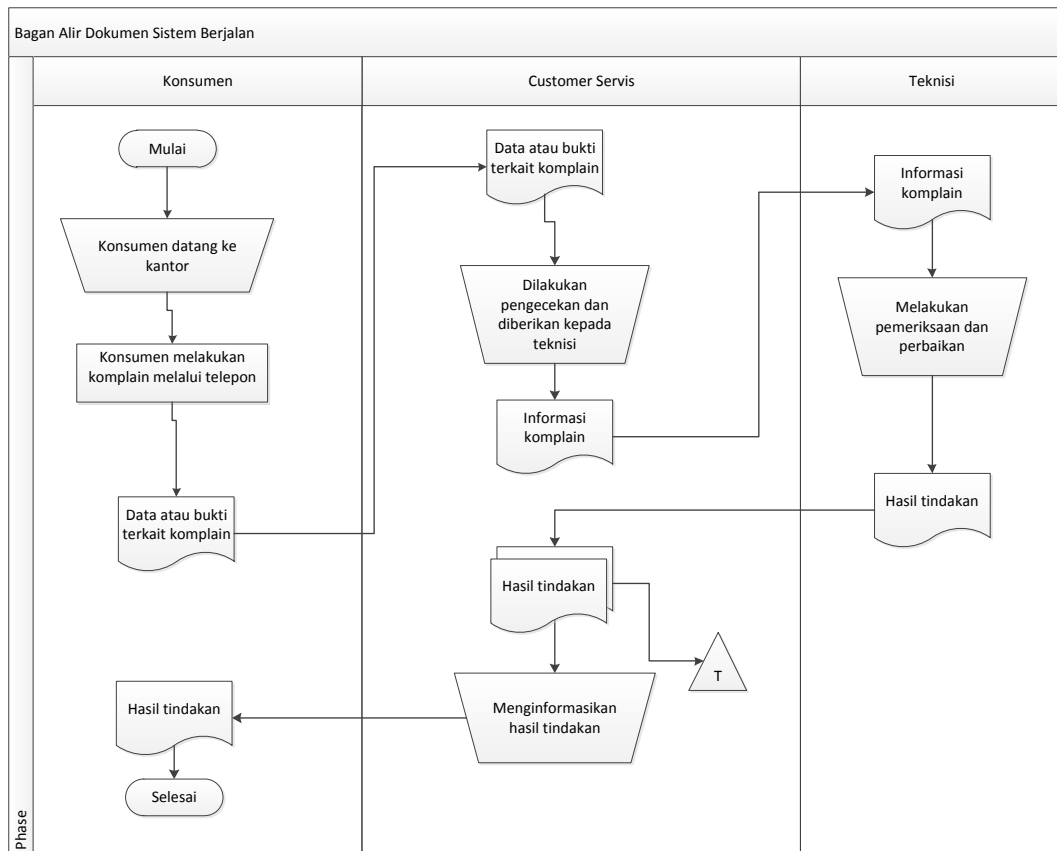 Bagan Alir Dokumen Sistem Berjalan
Konsumen
Customer Servis
Teknisi
Mulai
Konsumen datang ke
kantor
Konsumen melakukan
komplain melalui telepon
Data atau bukti
terkait komplain
Data atau bukti
terkait komplain
Dilakukan
pengecekan dan
diberikan kepada
teknisi
Informasi
komplain
Informasi
komplain
Melakukan
pemeriksaan dan
perbaikan
Hasil tindakan
Hasil tindakan
T
Menginformasikan
hasil tindakan
Hasil tindakan
Selesai
Phase